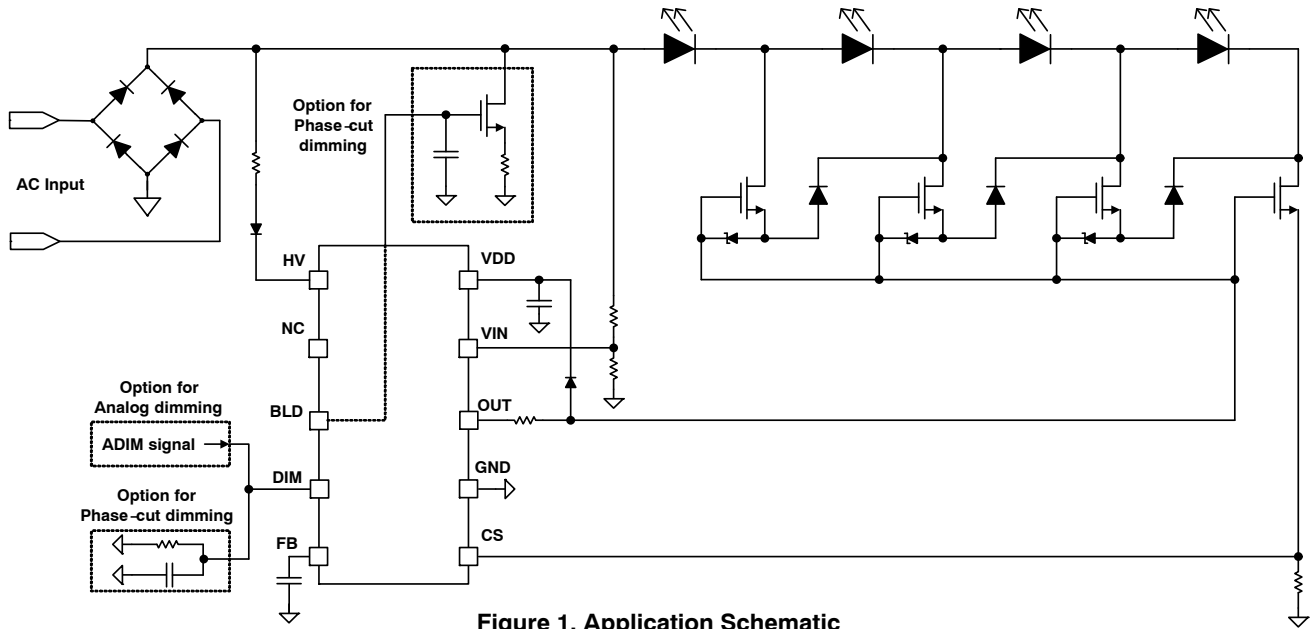 Option for
Phase-cut
dimming
AC Input
HV
VDD
NC
VIN
Option for
Analog dimming
ADIM signal
BLD
OUT
DIM
GND
Option for
Phase-cut dimming
FB
CS
Figure 1. Application Schematic